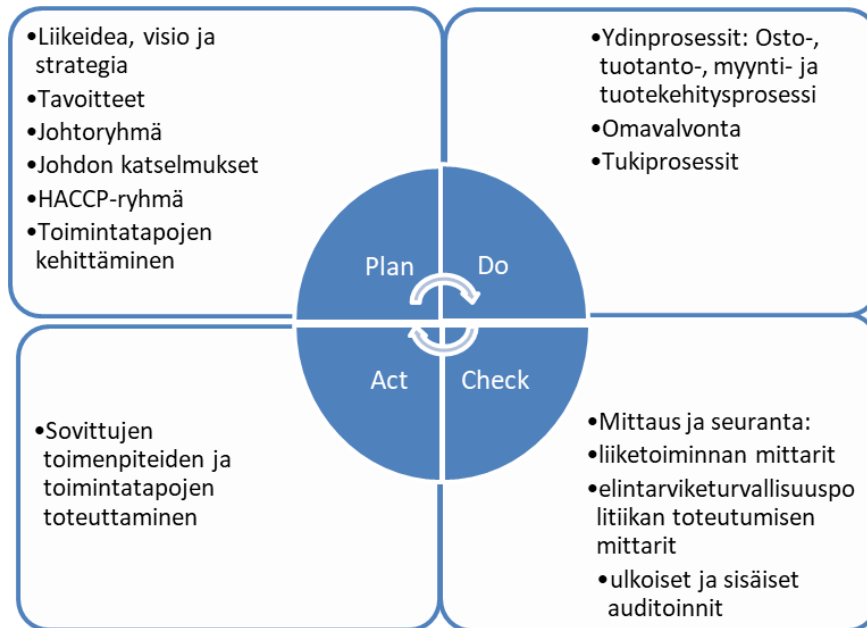 •Liikeidea, visio ja
strategia
•Tavoitteet
•Johtoryhmä
•Johdon katselmukset
•HACCP-ryhmä
•Toimintatapojen
kehittäminen
•Ydinprosessit: Osto-,
tuotanto-, myynti- ja
tuotekehitysprosessi
•Omavalvonta
•Tukiprosessit
Plan
Do
Act
Check
•Sovittujen
toimenpiteiden ja
toimintatapojen
toteuttaminen
•Mittaus ja seuranta:
•liiketoiminnan mittarit
•elintarviketurvallisuuspo
litiikan toteutumisen
mittarit
•ulkoiset ja sisäiset
auditoinnit